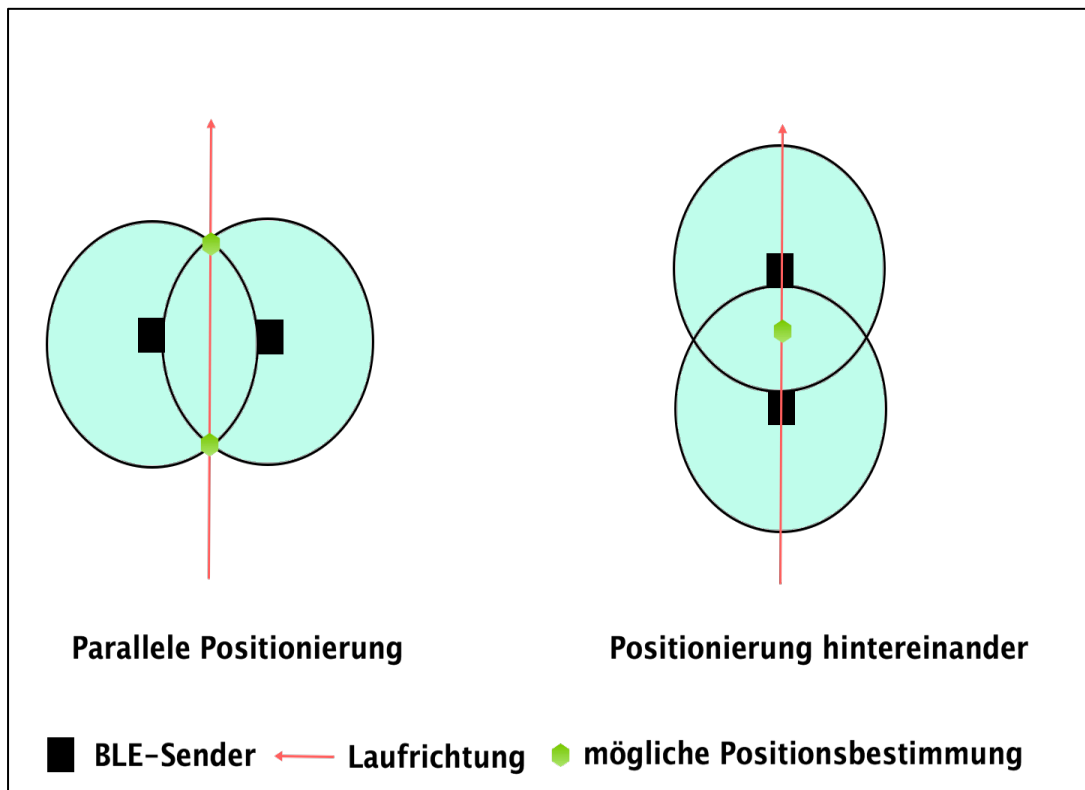 Parallele Positionierung
Positionierung hintereinander
BLE-Sender
Laufrichtung
mögliche Positionsbestimmung